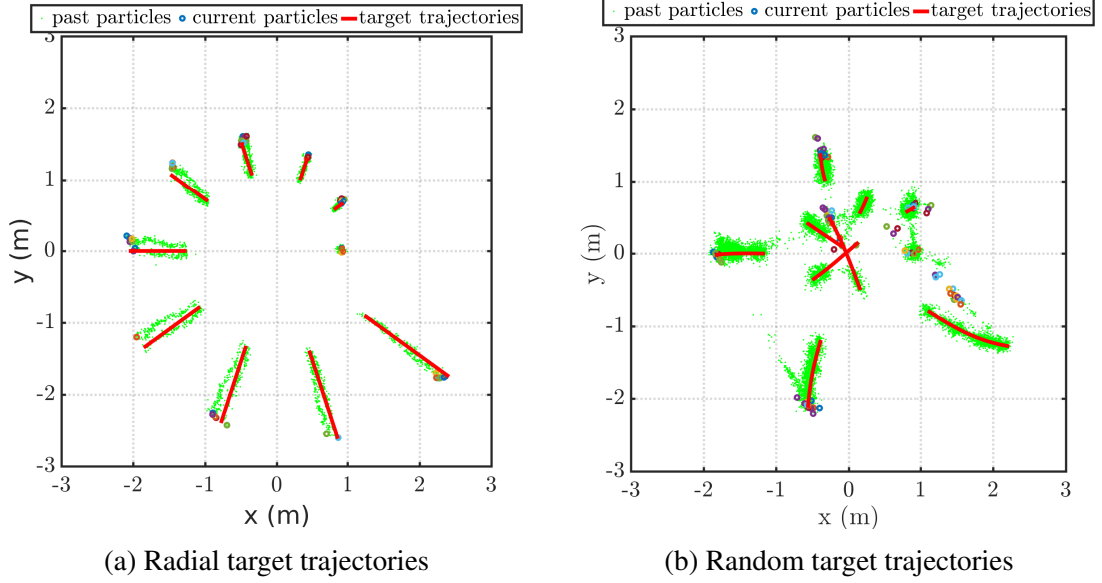 past particles current particles target trajectories
3
2
1
0
-1
-2
-3
y (m)
-3 -2 -1 0 1 2 3
x (m)
(a) Radial target trajectories
past particles current particles target trajectories
3
2
1
0
-1
-2
-3
y (m)
-3 -2 -1 0 1 2 3
x (m)
(b) Random target trajectories